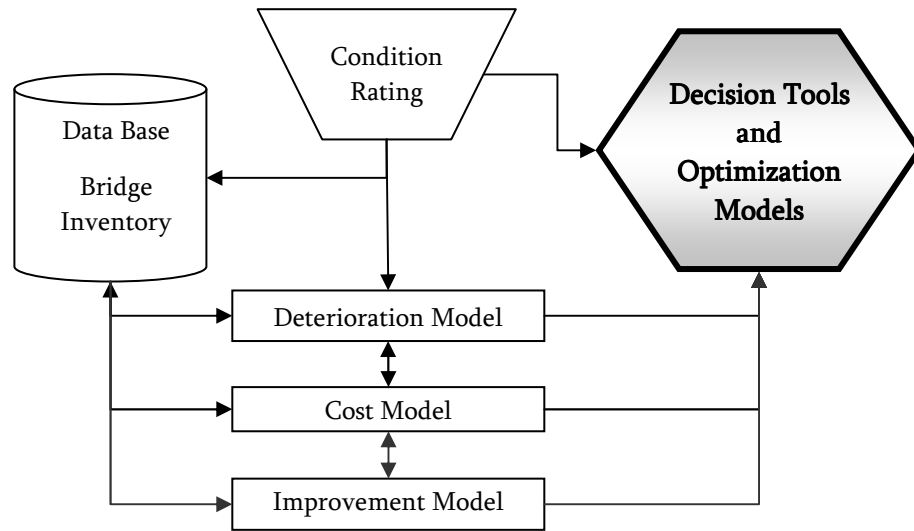 Condition
Rating
Data Base
Bridge
Inventory
Decision Tools
and
Optimization
Models
Deterioration Model
Cost Model
Improvement Model